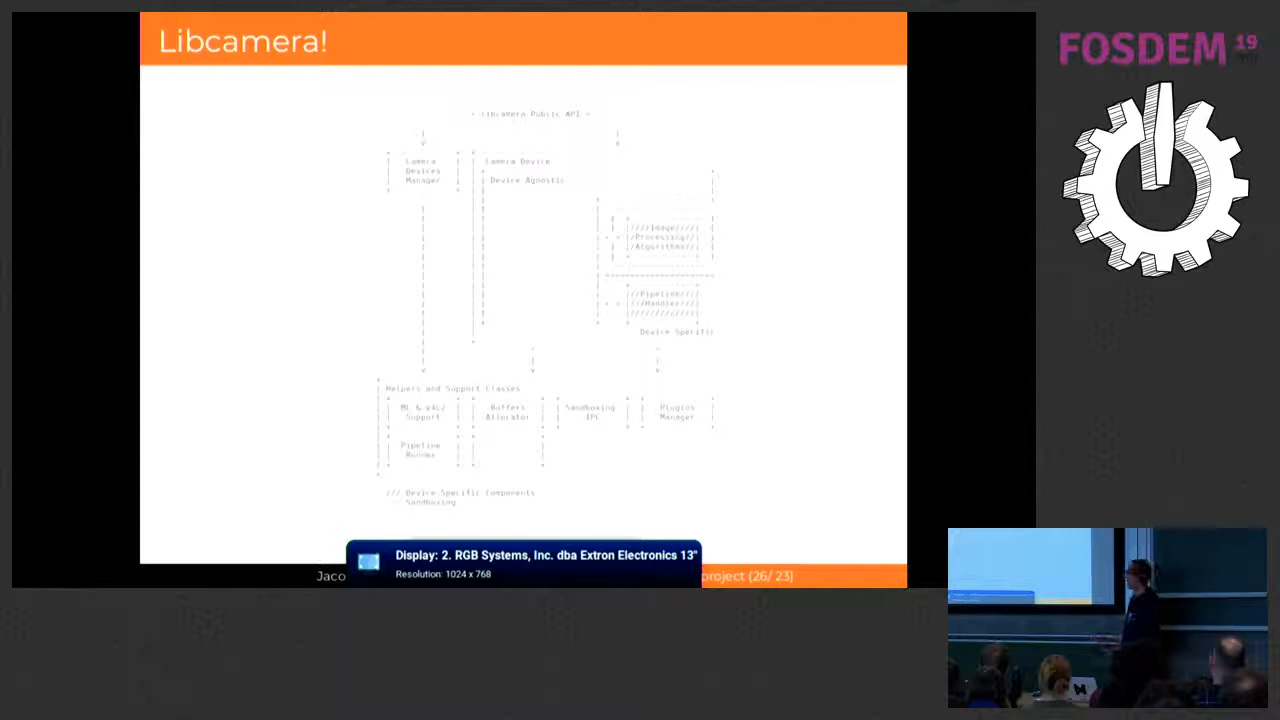 Libcamera!
FOSDEM 19
< libcamera Public API >
Camera
Devices
Manager
Camera Device
Device Agnostic
////Image////
/Processing//
/Algorithms//
//Pipeline///
///Handle////
/////////////
Device Specific
Helpers and Support Classes
MC & V4L2
Support
Buffers
Allocator
Sandboxing
IPC
Plugins
Manager
Pipeline
Runner
/// Device Specific Components
Sandboxing
Display: 2. RGB Systems, Inc. dba Extron Electronics 13"
Resolution: 1024 x 768
Jaco
project (26/ 23)